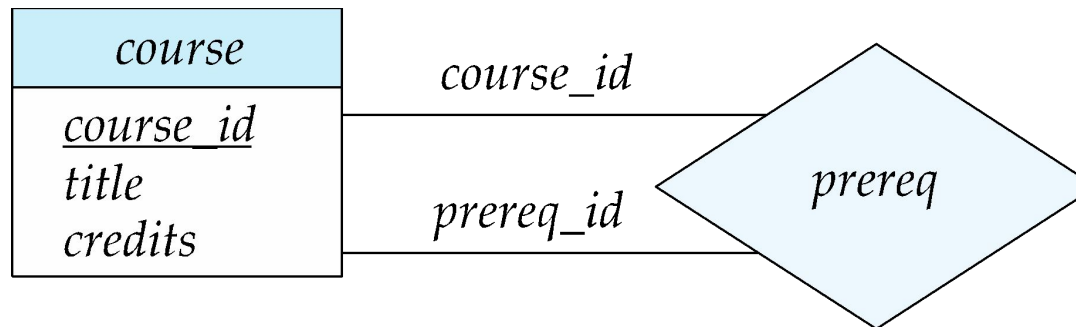 course
course_id
title
credits
course_id
prereq_id
prereq